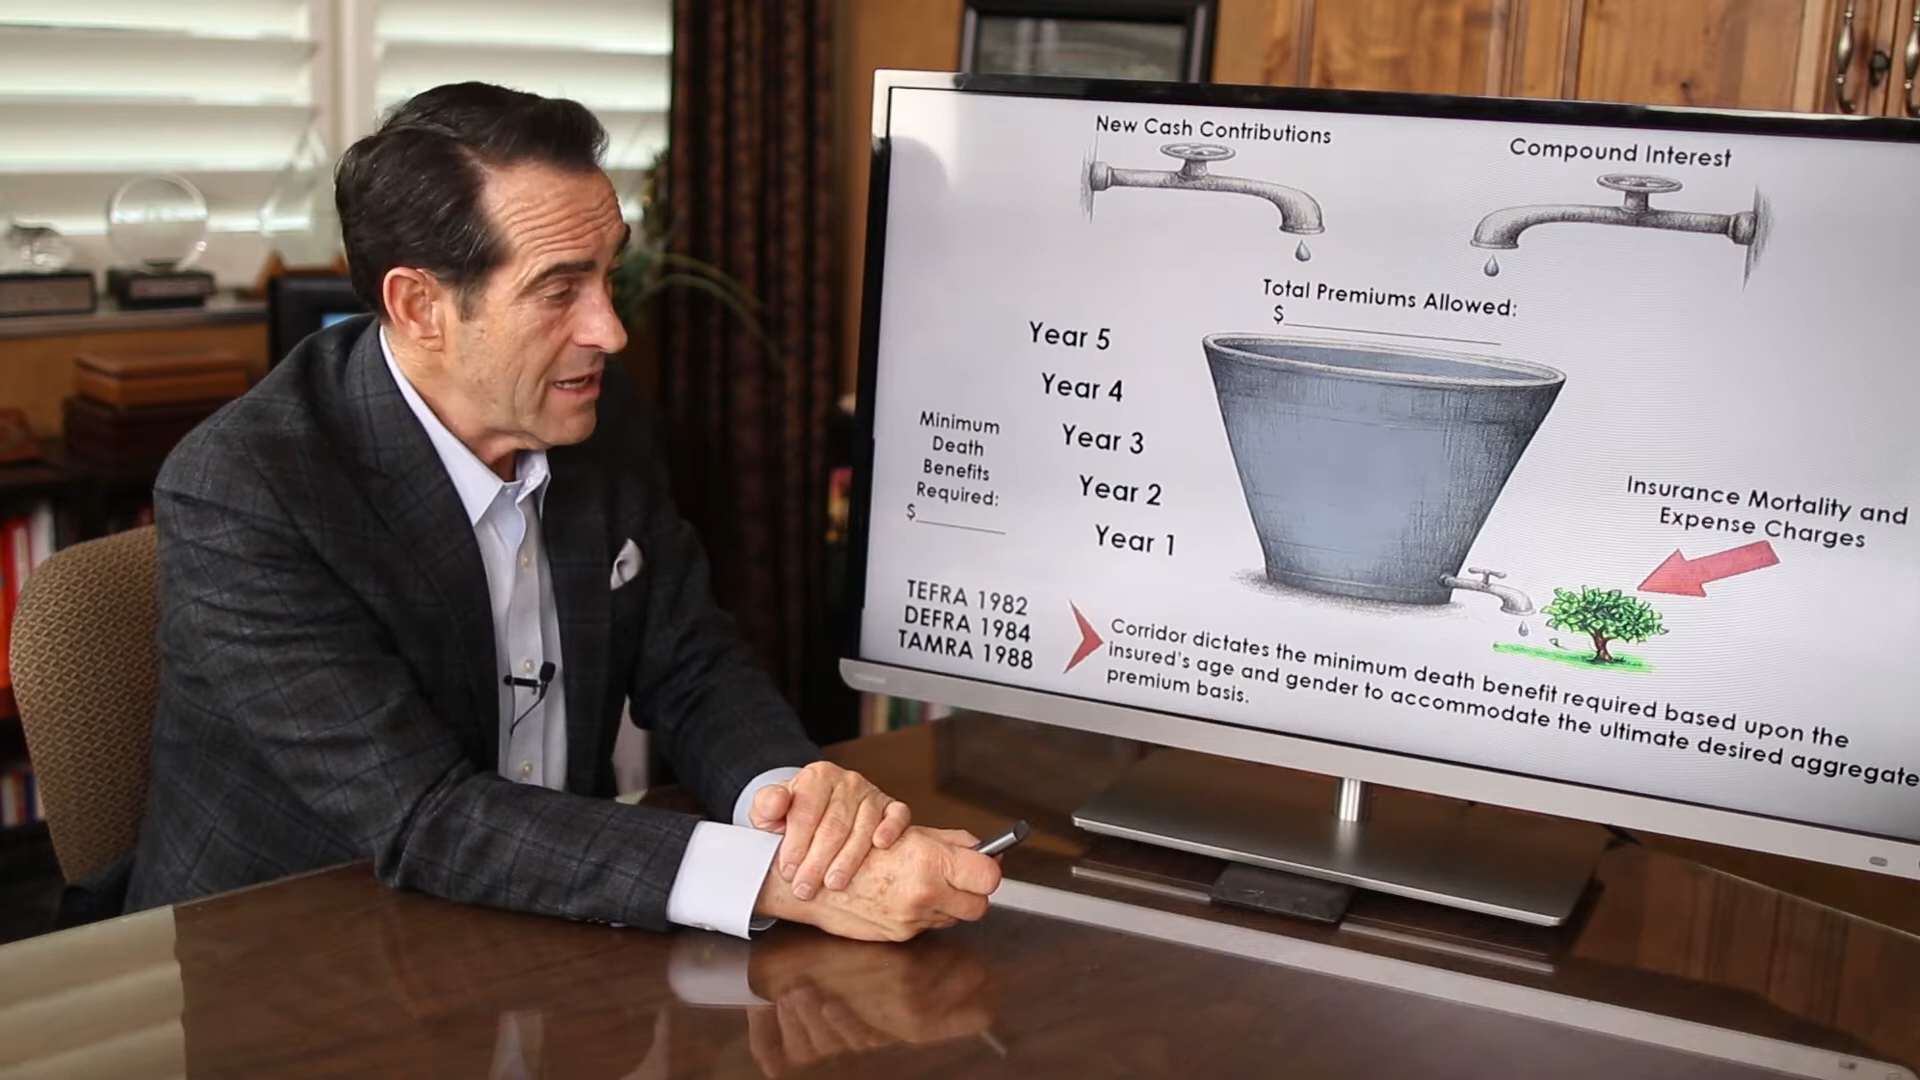 New Cash Contributions
Compound Interest
Total Premiums Allowed:
$
Year 5
Year 4
Year 3
Year 2
Year 1
Minimum
Death
Benefits
Required:
$
Insurance Mortality and
Expense Charges
TEFRA 1982
DEFRA 1984
TAMRA 1988
Corridor dictates the minimum death benefit required based upon the
insured's age and gender to accommodate the ultimate desired aggregate
premium basis.